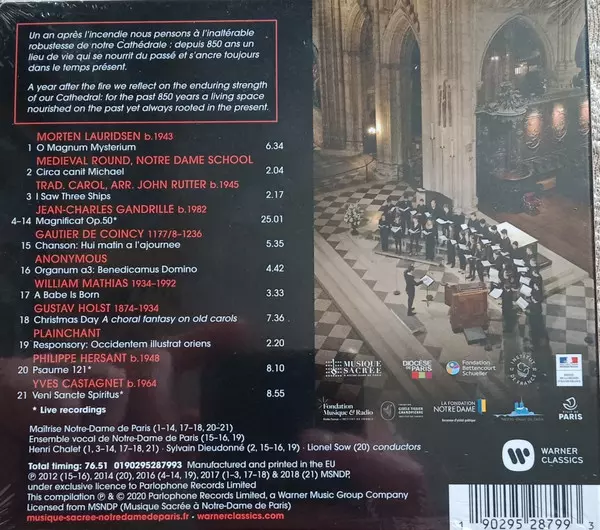 Un an après l'incendie nous pensons à l'inaltérable
robustesse de notre Cathédrale ; depuis 850 ans un
lieu de vie qui se nourrit du passé et s'ancre toujours
dans le temps présent.
A year after the fire we reflect on the enduring strength
of our Cathedral: for the past 850 years a living space
nourished on the past yet always rooted in the present.
MORTEN LAURIDSEN b.1943
1 O Magnum Mysterium 6.34
MEDIEVAL ROUND, NOTRE DAME SCHOOL
2 Circa canit Michael 2.04
TRAD. CAROL, ARR. JOHN RUTTER b.1945
3 I Saw Three Ships 2.17
JEAN-CHARLES GANDRILLE b.1982
4-14 Magnificat Op.50* 25.01
GAUTIER DE COINCY 1177/8-1236
15 Chanson: Hui matin a l'ajournee 5.35
ANONYMOUS
16 Organum a3: Benedicamus Domino 4.42
WILLIAM MATHIAS 1934-1992
17 A Babe Is Born 3.33
GUSTAV HOLST 1874-1934
18 Christmas Day A choral fantasy on old carols 7.36
PLAINCHANT
19 Responsory: Occidentem illustrat oriens 2.20
PHILIPPE HERSANT b.1948
20 Psaume 121* 8.10
YVES CASTAGNET b.1964
21 Veni Sancte Spiritus* 8.55
* Live recordings
Maîtrise Notre-Dame de Paris (1-14, 17-18, 20-21)
Ensemble vocal de Notre-Dame de Paris (15-16, 19)
Henri Chalet (1, 3-14, 17-18, 21) · Sylvain Dieudonné (2, 15-16, 19) · Lionel Sow (20) conductors
Total timing: 76.51 0190295287993 Manufactured and printed in the EU
℗ 2012 (15-16), 2014 (20), 2016 (4-14, 19), 2017 (1-3, 17-18) & 2018 (21) MSNDP,
under exclusive licence to Parlophone Records Limited
This compilation ℗ & © 2020 Parlophone Records Limited, a Warner Music Group Company
Licensed from MSNDP (Musique Sacrée à Notre-Dame de Paris)
musique-sacree-notredamedeparis.fr · warnerclassics.com
MUSIQUE
SACRÉE
DIOCÈSE
DE PARIS
Fondation
Bettencourt
Schueller
INSTITUT
DE FRANCE
Fondation
Musique & Radio
LA FONDATION
NOTRE DAME
PARIS
WARNER
CLASSICS
1 90295 28799 3